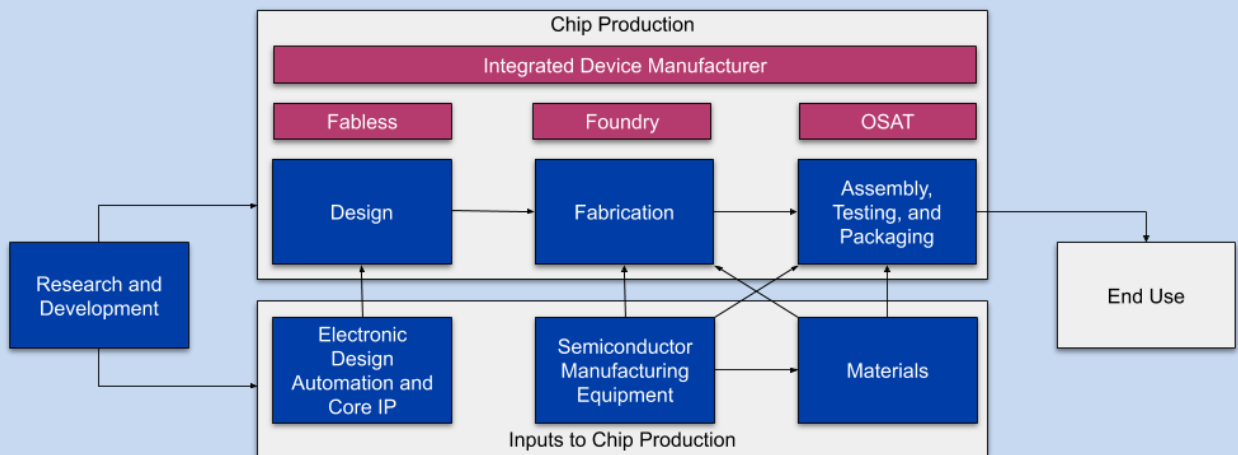 Chip Production
Integrated Device Manufacturer
Fabless
Foundry
OSAT
Design
Fabrication
Assembly,
Testing, and
Packaging
Research and
Development
End Use
Electronic
Design
Automation and
Core IP
Semiconductor
Manufacturing
Equipment
Materials
Inputs to Chip Production